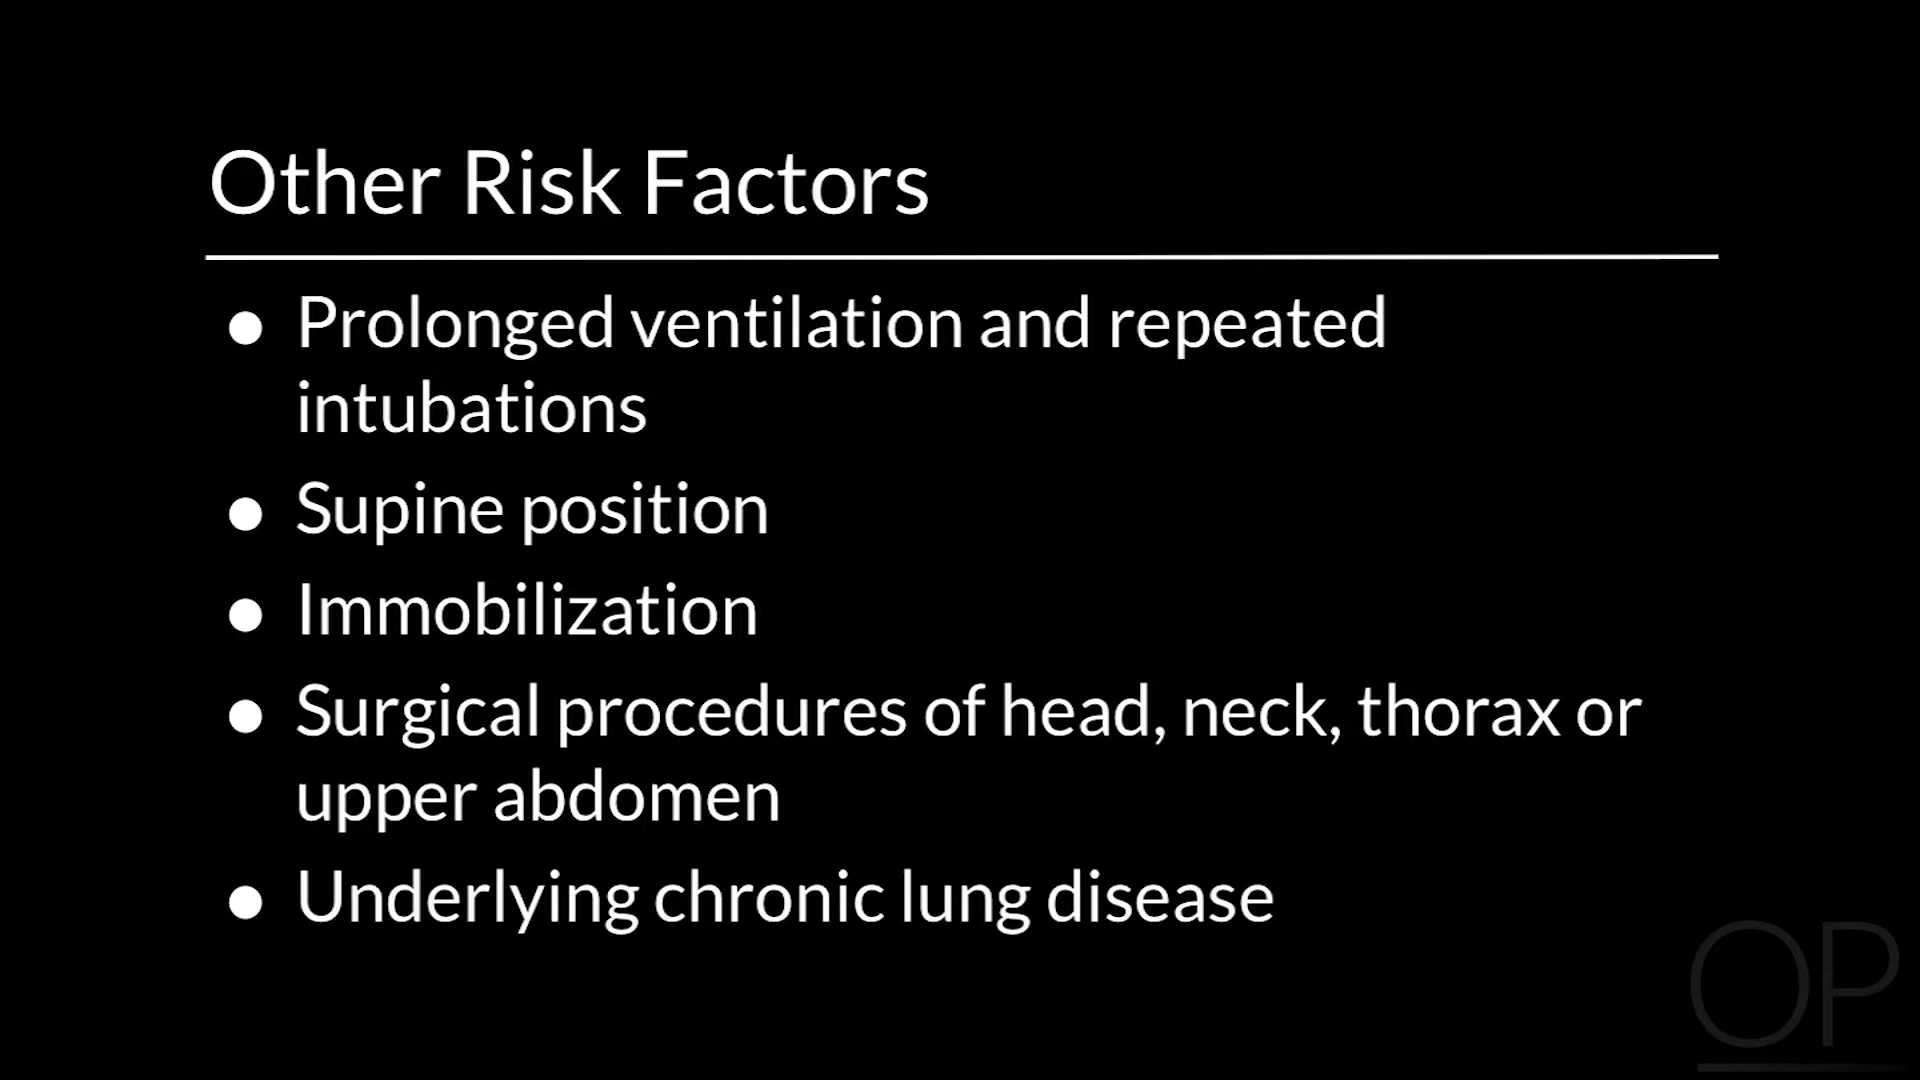 Other Risk Factors
● Prolonged ventilation and repeated
intubations
● Supine position
● Immobilization
● Surgical procedures of head, neck, thorax or
upper abdomen
● Underlying chronic lung disease
OP